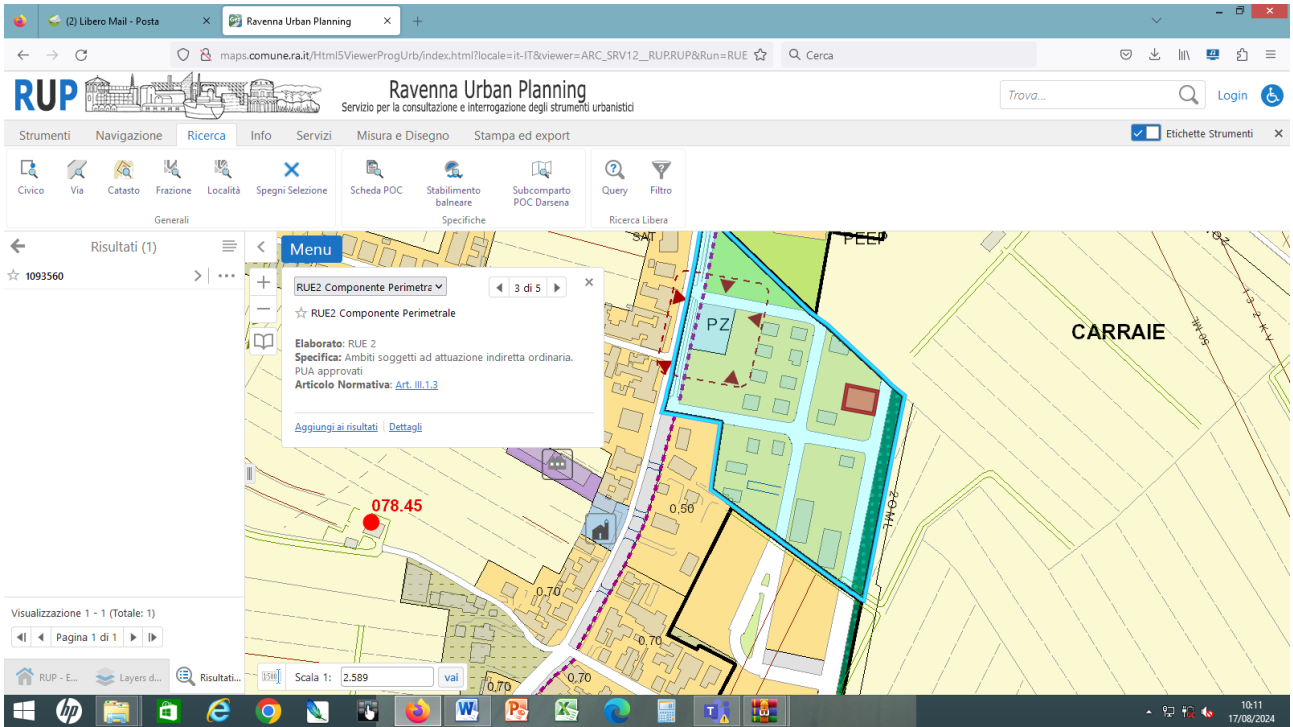 (2) Libero Mail - Posta
Ravenna Urban Planning
maps.comune.ra.it/Html5ViewerProgUrb/index.html?locale=it-IT&viewer=ARC_SRV12__RUP.RUP&Run=RUE
Cerca
RUP
Ravenna Urban Planning
Servizio per la consultazione e interrogazione degli strumenti urbanistici
Trova...
Login
Strumenti Navigazione Ricerca Info Servizi Misura e Disegno Stampa ed export
Etichette Strumenti
Civico Via Catasto Frazione Località Spegni Selezione
Scheda POC Stabilimento balneare Subcomparto POC Darsena
Query Filtro
Generali Specifiche Ricerca Libera
Risultati (1)
1093560
Menu
RUE2 Componente Perimetra
3 di 5
RUE2 Componente Perimetrale
Elaborato: RUE 2
Specifica: Ambiti soggetti ad attuazione indiretta ordinaria.
PUA approvati
Articolo Normativa: Art. III.1.3
Aggiungi ai risultati Dettagli
SAT
PEEP
PZ
CARRAIE
132 KV
50 ML
20 ML
078.45
0,50
0,70
0,70
0,70
0,70
Visualizzazione 1 - 1 (Totale: 1)
Pagina 1 di 1
RUP - E... Layers d... Risultati...
Scala 1: 2.589 vai
10:11
17/08/2024